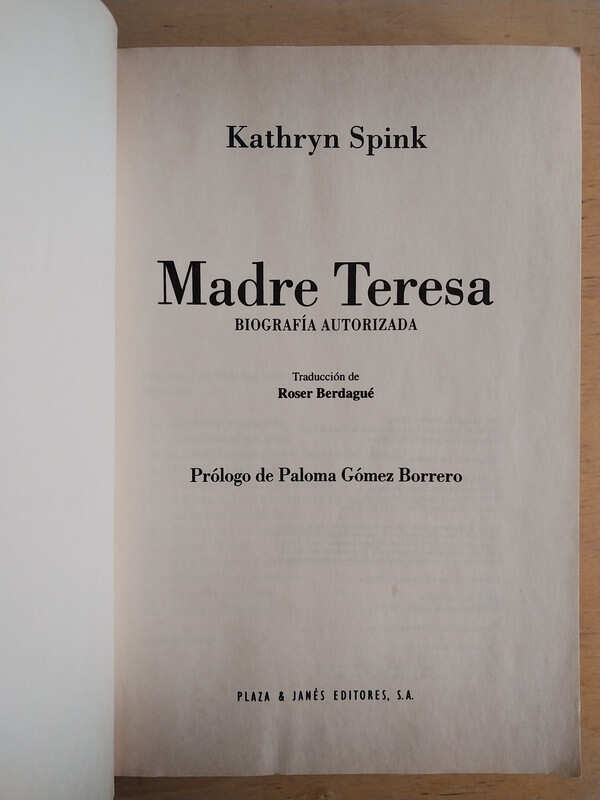 Kathryn Spink
Madre Teresa
BIOGRAFÍA AUTORIZADA
Traducción de
Roser Berdagué
Prólogo de Paloma Gómez Borrero
PLAZA & JANÉS EDITORES, S.A.